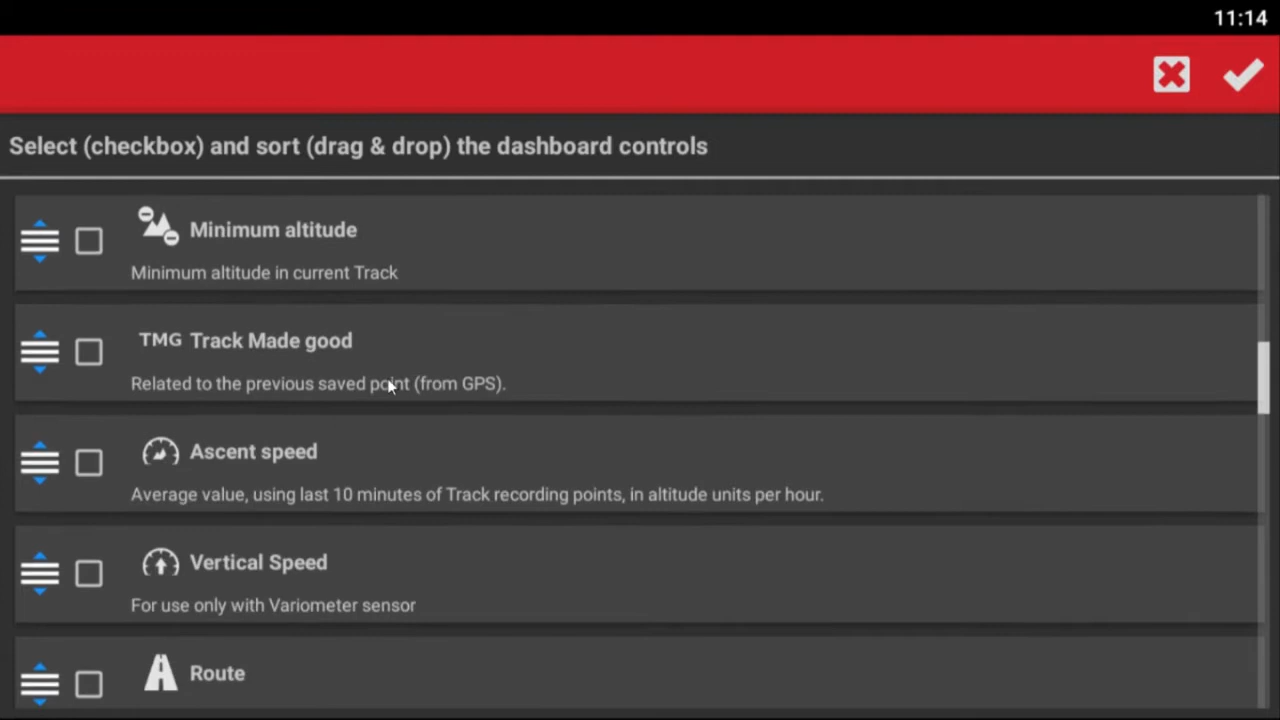 11:14
Select (checkbox) and sort (drag & drop) the dashboard controls
Minimum altitude
Minimum altitude in current Track
TMG Track Made good
Related to the previous saved point (from GPS).
Ascent speed
Average value, using last 10 minutes of Track recording points, in altitude units per hour.
Vertical Speed
For use only with Variometer sensor
Route